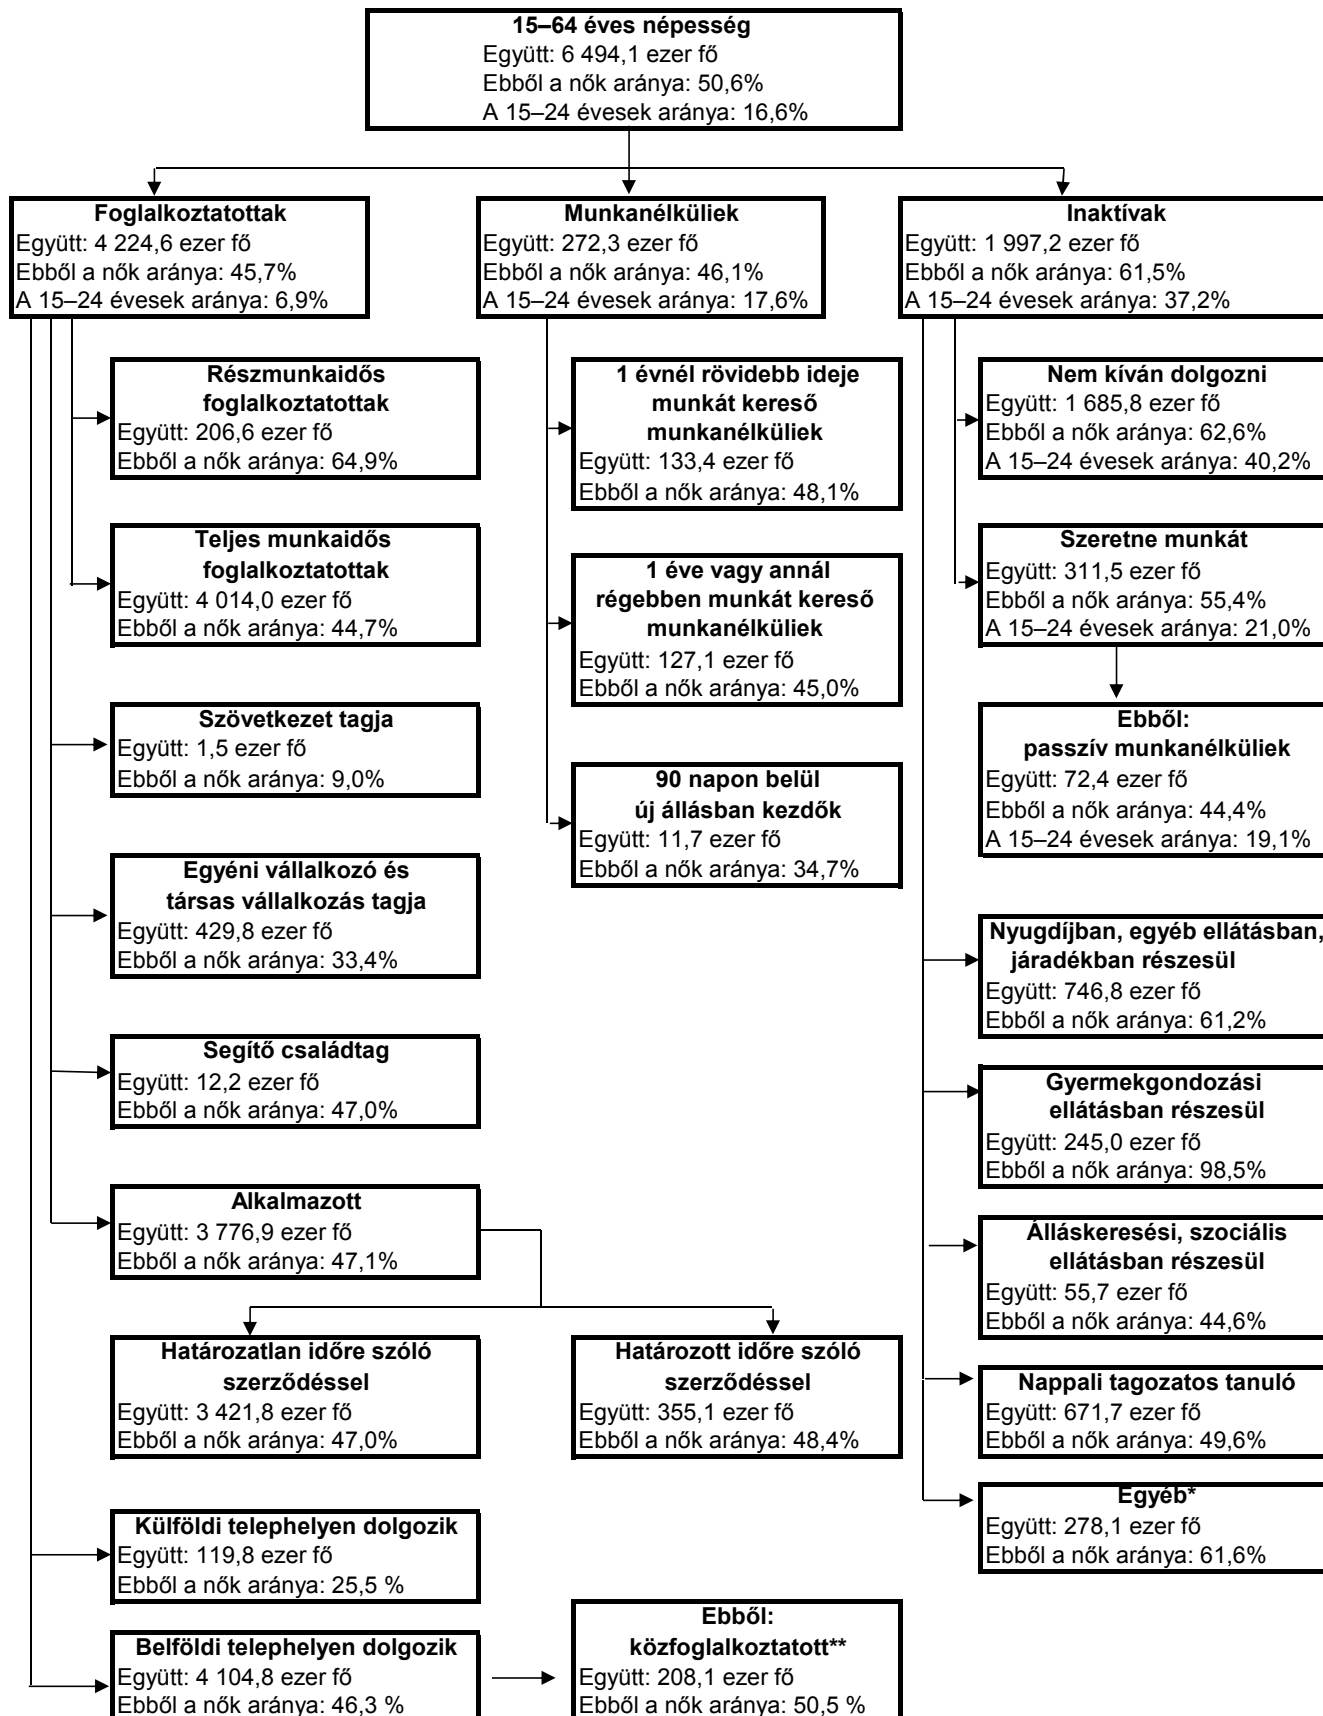 15–64 éves népesség
Együtt: 6 494,1 ezer fő
Ebből a nők aránya: 50,6%
A 15–24 évesek aránya: 16,6%
Foglalkoztatottak
Együtt: 4 224,6 ezer fő
Ebből a nők aránya: 45,7%
A 15–24 évesek aránya: 6,9%
Munkanélküliek
Együtt: 272,3 ezer fő
Ebből a nők aránya: 46,1%
A 15–24 évesek aránya: 17,6%
Inaktívak
Együtt: 1 997,2 ezer fő
Ebből a nők aránya: 61,5%
A 15–24 évesek aránya: 37,2%
Részmunkaidős
foglalkoztatottak
Együtt: 206,6 ezer fő
Ebből a nők aránya: 64,9%
Teljes munkaidős
foglalkoztatottak
Együtt: 4 014,0 ezer fő
Ebből a nők aránya: 44,7%
Szövetkezet tagja
Együtt: 1,5 ezer fő
Ebből a nők aránya: 9,0%
Egyéni vállalkozó és
társas vállalkozás tagja
Együtt: 429,8 ezer fő
Ebből a nők aránya: 33,4%
Segítő családtag
Együtt: 12,2 ezer fő
Ebből a nők aránya: 47,0%
Alkalmazott
Együtt: 3 776,9 ezer fő
Ebből a nők aránya: 47,1%
Határozatlan időre szóló
szerződéssel
Együtt: 3 421,8 ezer fő
Ebből a nők aránya: 47,0%
Határozott időre szóló
szerződéssel
Együtt: 355,1 ezer fő
Ebből a nők aránya: 48,4%
Külföldi telephelyen dolgozik
Együtt: 119,8 ezer fő
Ebből a nők aránya: 25,5 %
Belföldi telephelyen dolgozik
Együtt: 4 104,8 ezer fő
Ebből a nők aránya: 46,3 %
Ebből:
közfoglalkoztatott**
Együtt: 208,1 ezer fő
Ebből a nők aránya: 50,5 %
1 évnél rövidebb ideje
munkát kereső
munkanélküliek
Együtt: 133,4 ezer fő
Ebből a nők aránya: 48,1%
1 éve vagy annál
régebben munkát kereső
munkanélküliek
Együtt: 127,1 ezer fő
Ebből a nők aránya: 45,0%
90 napon belül
új állásban kezdők
Együtt: 11,7 ezer fő
Ebből a nők aránya: 34,7%
Nem kíván dolgozni
Együtt: 1 685,8 ezer fő
Ebből a nők aránya: 62,6%
A 15–24 évesek aránya: 40,2%
Szeretne munkát
Együtt: 311,5 ezer fő
Ebből a nők aránya: 55,4%
A 15–24 évesek aránya: 21,0%
Ebből:
passzív munkanélküliek
Együtt: 72,4 ezer fő
Ebből a nők aránya: 44,4%
A 15–24 évesek aránya: 19,1%
Nyugdíjban, egyéb ellátásban,
járadékban részesül
Együtt: 746,8 ezer fő
Ebből a nők aránya: 61,2%
Gyermekgondozási
ellátásban részesül
Együtt: 245,0 ezer fő
Ebből a nők aránya: 98,5%
Álláskeresési, szociális
ellátásban részesül
Együtt: 55,7 ezer fő
Ebből a nők aránya: 44,6%
Nappali tagozatos tanuló
Együtt: 671,7 ezer fő
Ebből a nők aránya: 49,6%
Egyéb*
Együtt: 278,1 ezer fő
Ebből a nők aránya: 61,6%